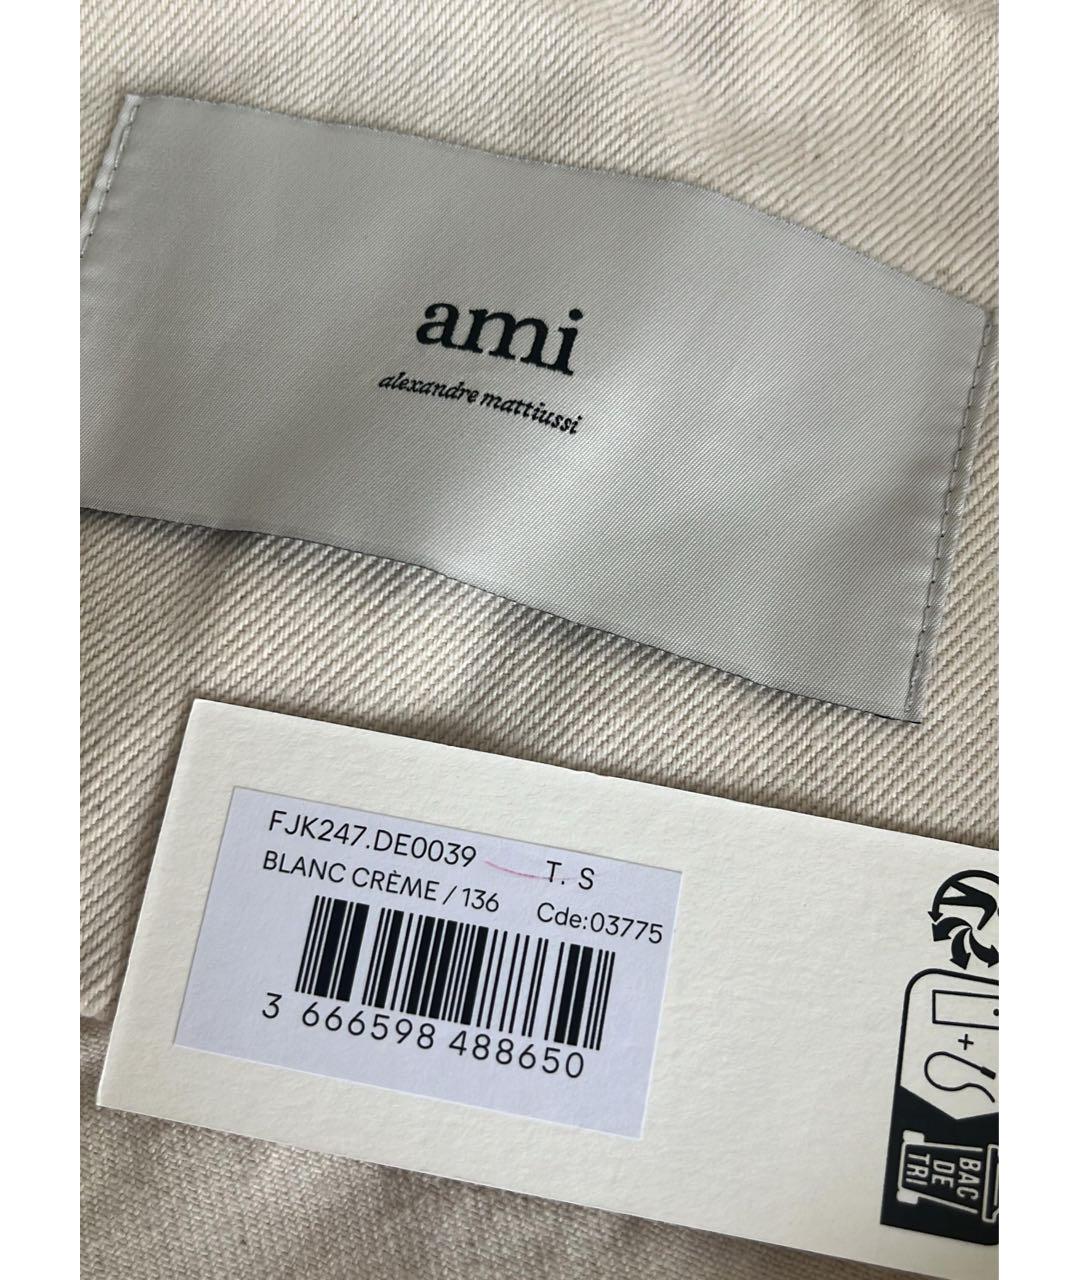 ami
alexandre mattiussi
FJK247.DE0039 T. S
BLANC CRÈME / 136 Cde:03775
3 666598 488650
BAC
DE
TRI